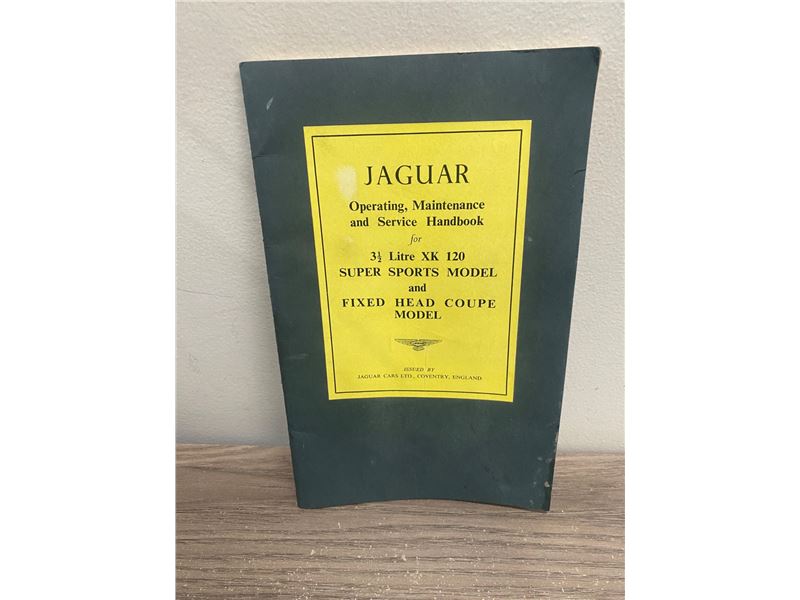 JAGUAR
Operating, Maintenance
and Service Handbook
for
3½ Litre XK 120
SUPER SPORTS MODEL
and
FIXED HEAD COUPE
MODEL
ISSUED BY
JAGUAR CARS LTD., COVENTRY, ENGLAND